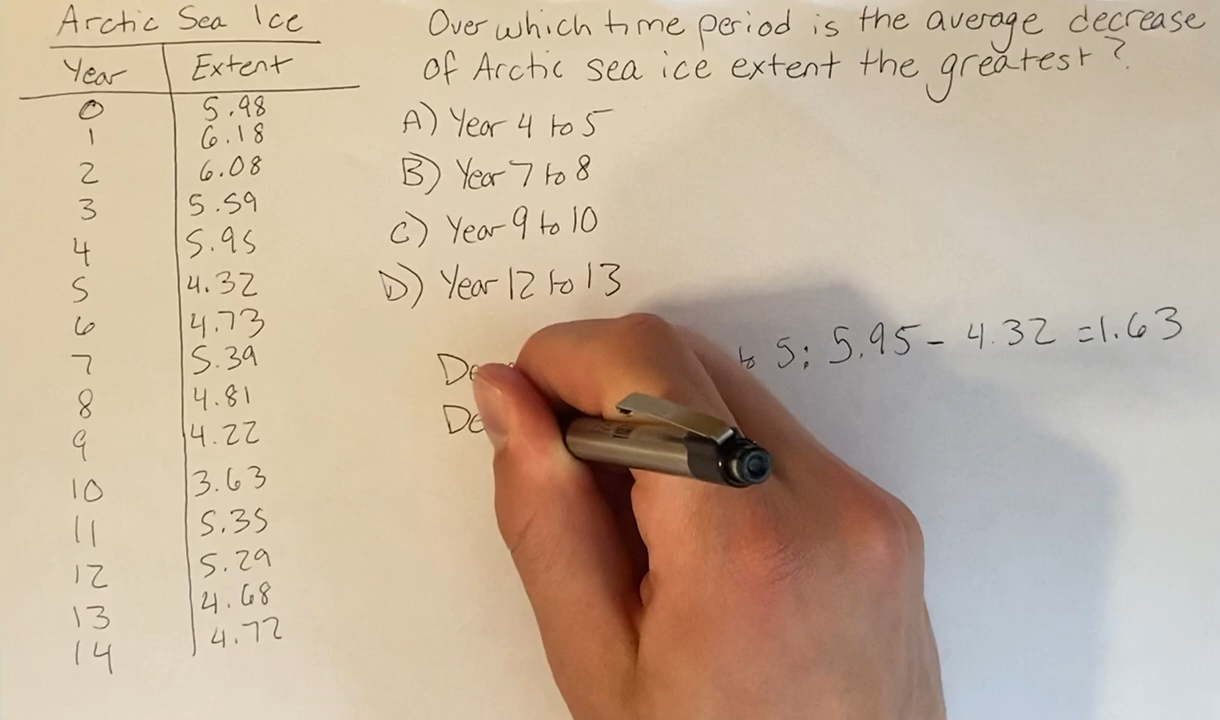 Arctic Sea Ice
Year Extent
0 5.98
1 6.18
2 6.08
3 5.59
4 5.95
5 4.32
6 4.73
7 5.39
8 4.81
9 4.22
10 3.63
11 5.35
12 5.29
13 4.68
14 4.72
Over which time period is the average decrease
of Arctic sea ice extent the greatest?
A) Year 4 to 5
B) Year 7 to 8
C) Year 9 to 10
D) Year 12 to 13
De to 5: 5.95 - 4.32 = 1.63
De